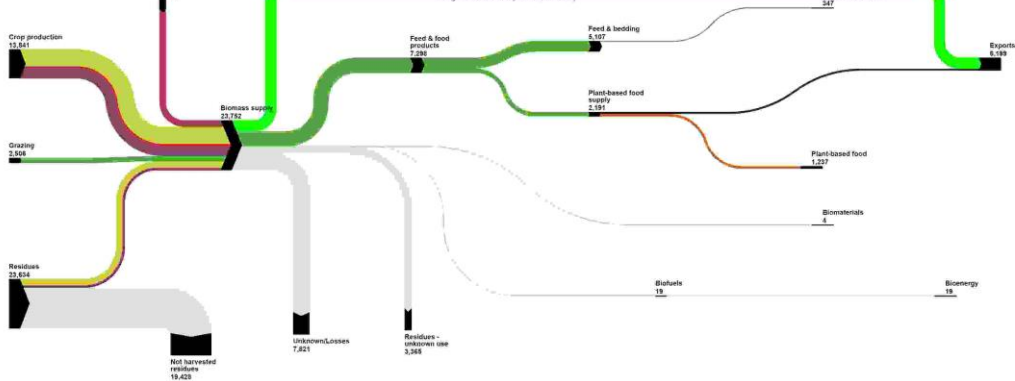 347
Crop production
13,841
Feed & food
products
7,298
Feed & bedding
5,107
Exports
6,199
Biomass supply
23,792
Plant-based food
supply
2,191
Grazing
2,506
Plant-based food
1,237
Biomaterials
4
Residues
23,634
Biofuels
19
Bioenergy
19
Unknown/Losses
7,821
Residues -
unknown use
3,365
Not harvested
residues
19,428